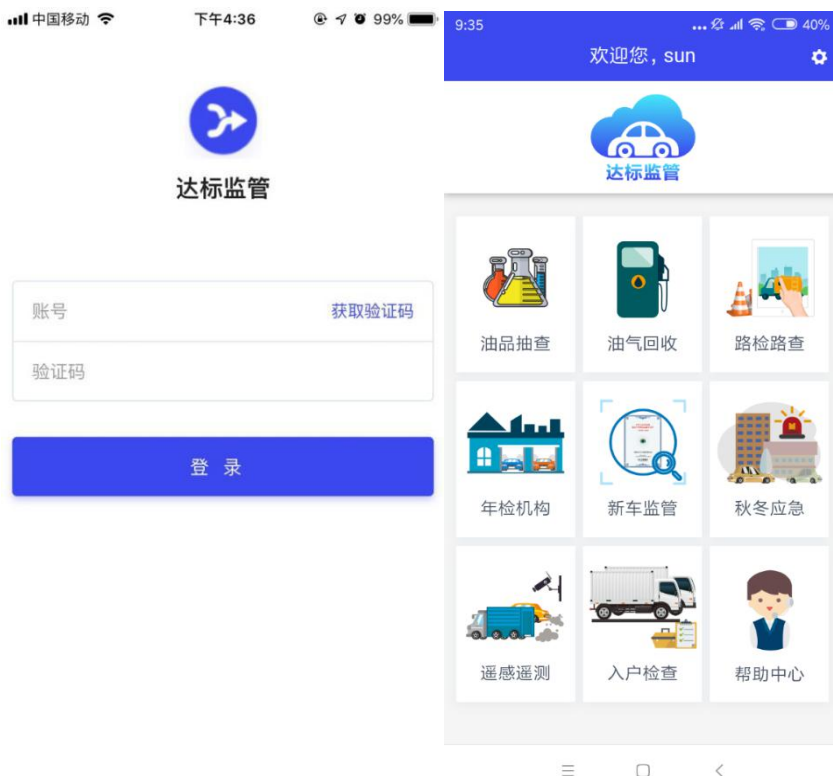 中国移动 下午4:36 99%
达标监管
账号 获取验证码
验证码
登 录
9:35 40%
欢迎您，sun
达标监管
油品抽查 油气回收 路检路查
年检机构 新车监管 秋冬应急
遥感遥测 入户检查 帮助中心